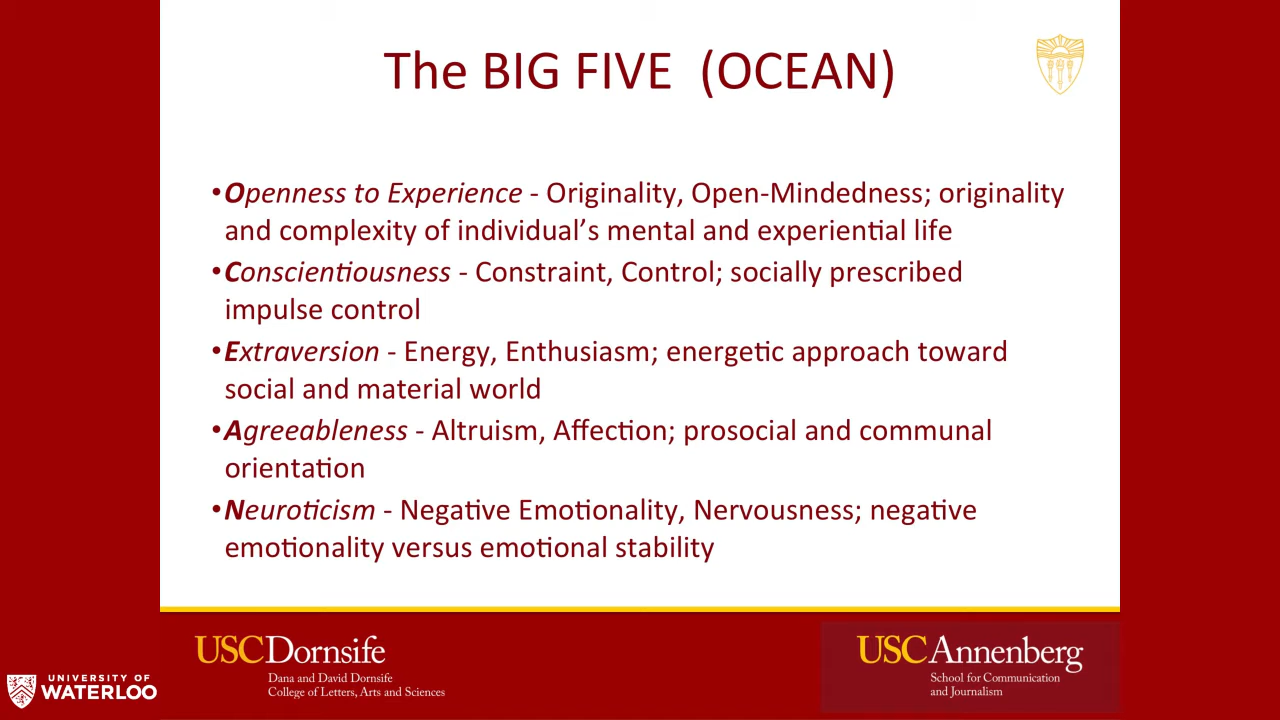 The BIG FIVE (OCEAN)
•Openness to Experience - Originality, Open-Mindedness; originality
and complexity of individual’s mental and experiential life
•Conscientiousness - Constraint, Control; socially prescribed
impulse control
•Extraversion - Energy, Enthusiasm; energetic approach toward
social and material world
•Agreeableness - Altruism, Affection; prosocial and communal
orientation
•Neuroticism - Negative Emotionality, Nervousness; negative
emotionality versus emotional stability
USCDornsife
Dana and David Dornsife
College of Letters, Arts and Sciences
USCAnnenberg
School for Communication
and Journalism
UNIVERSITY OF
WATERLOO